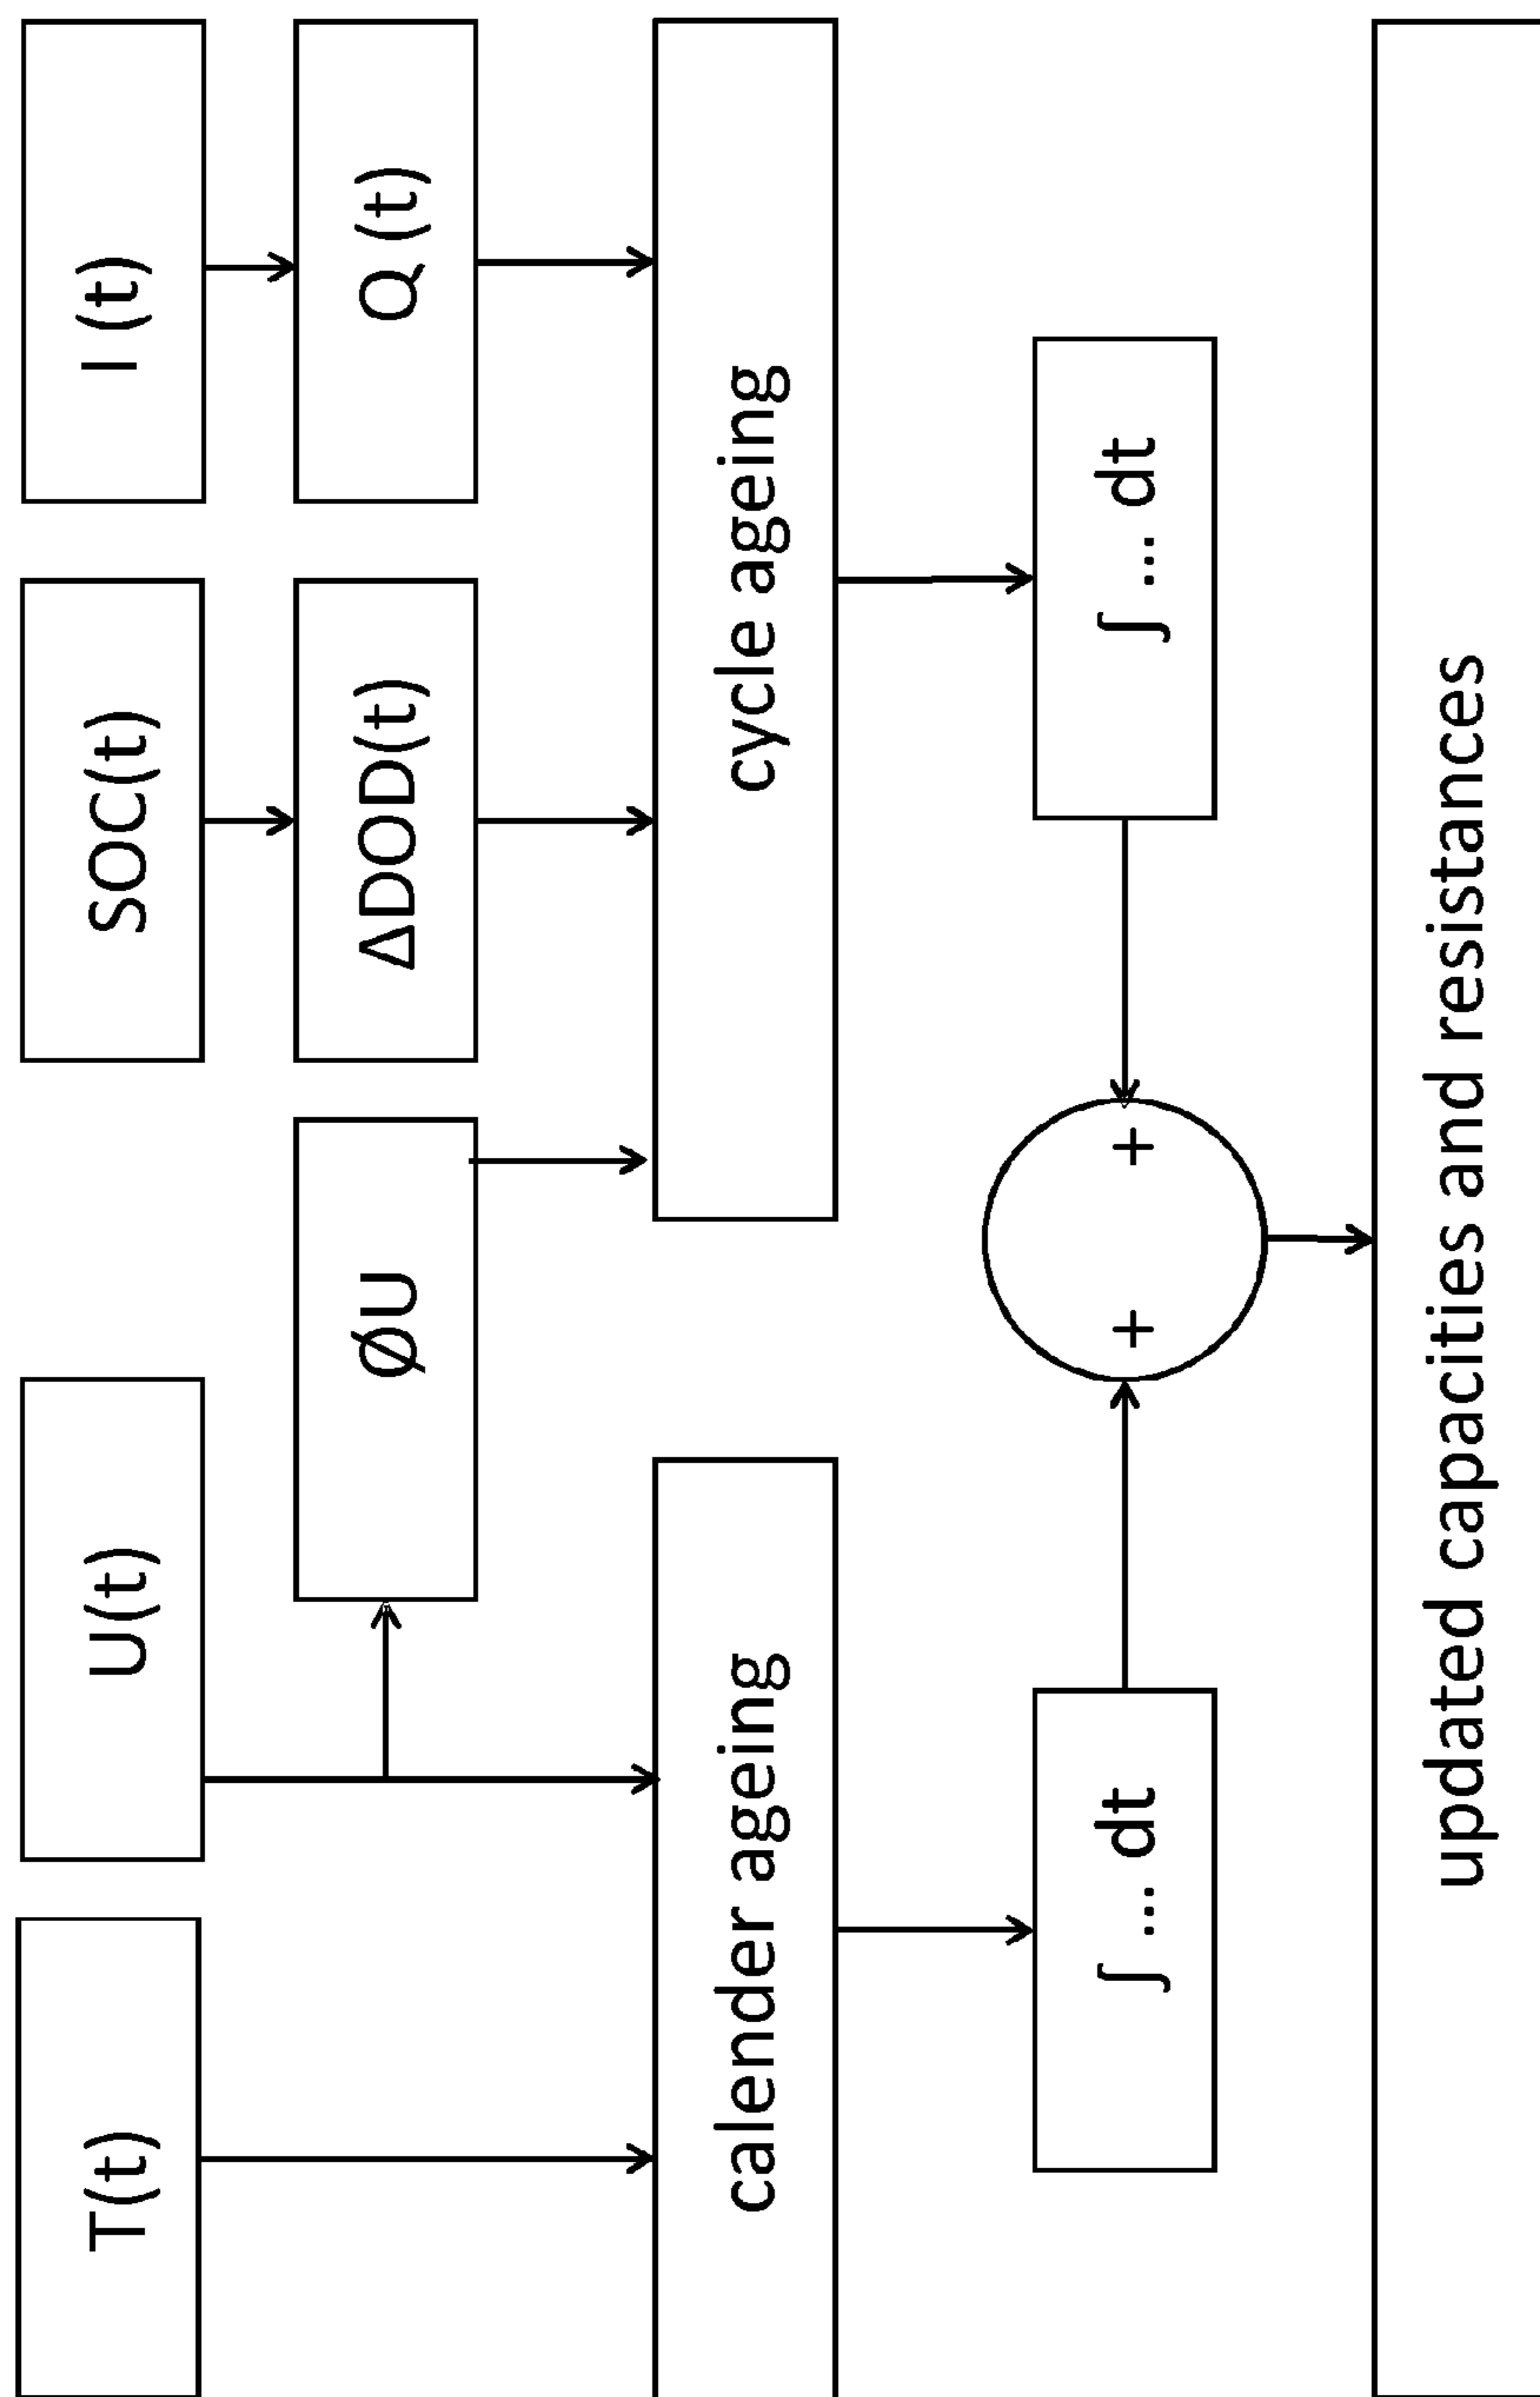 T(t)
U(t)
SOC(t)
I (t)
ØU
ΔDOD(t)
Q (t)
calender ageing
cycle ageing
∫ ... dt
∫ ... dt
+ +
updated capacities and resistances